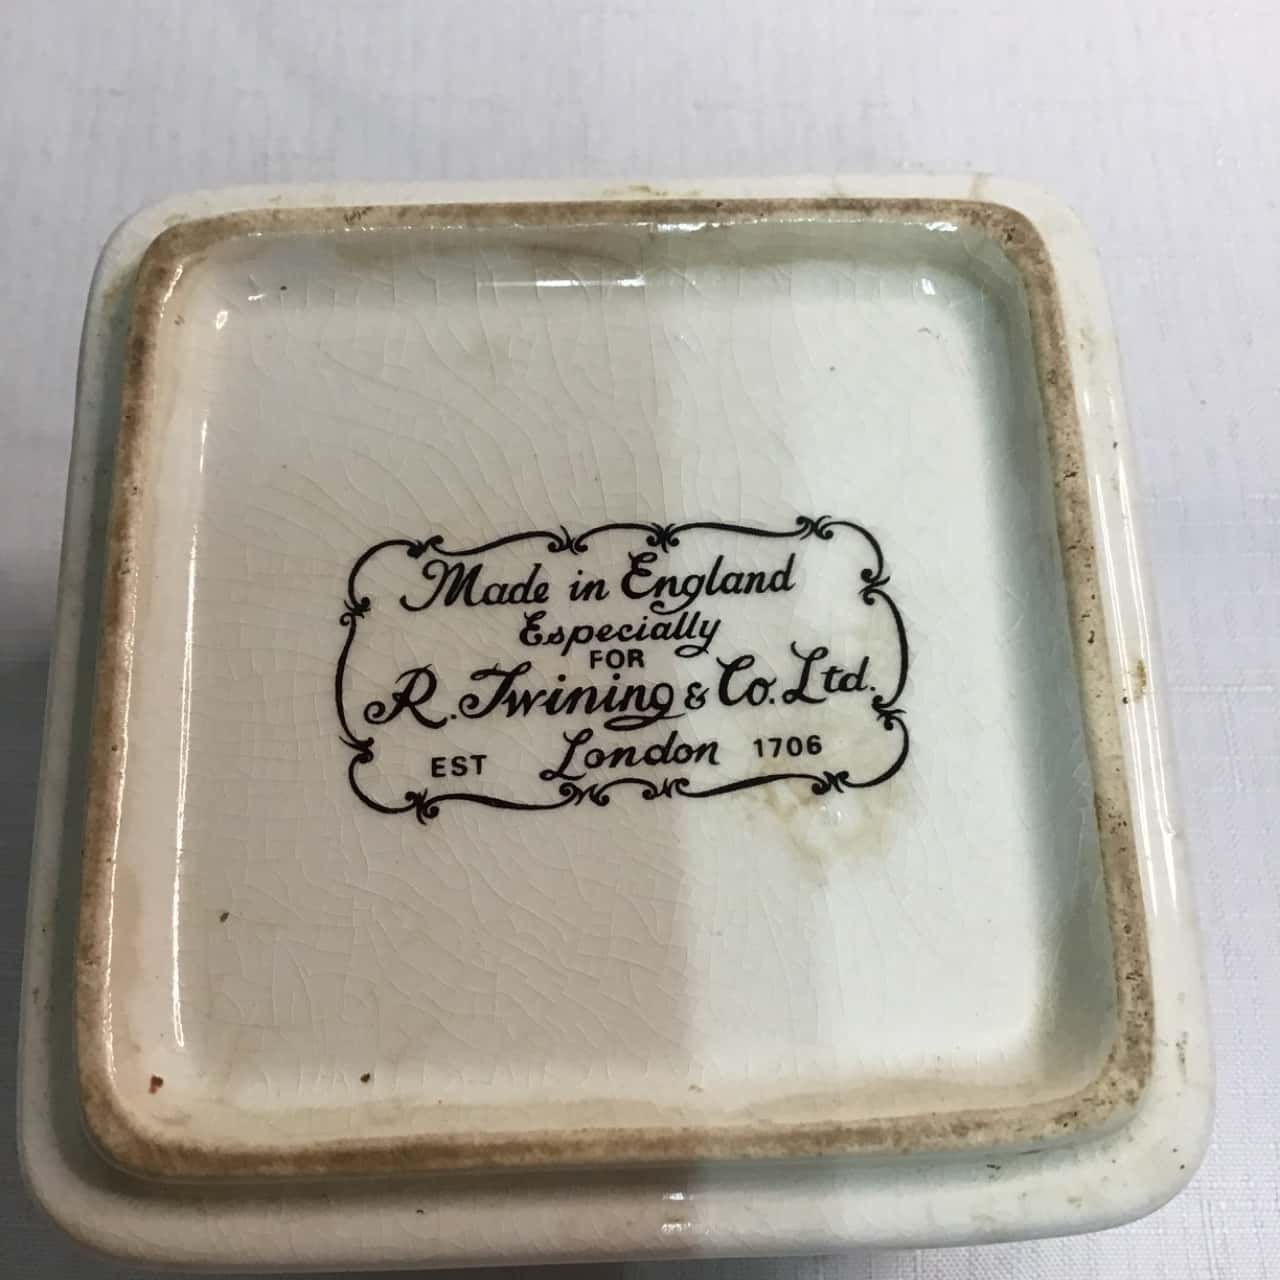 Made in England
Especially
FOR
R. Twining & Co. Ltd.
EST London 1706